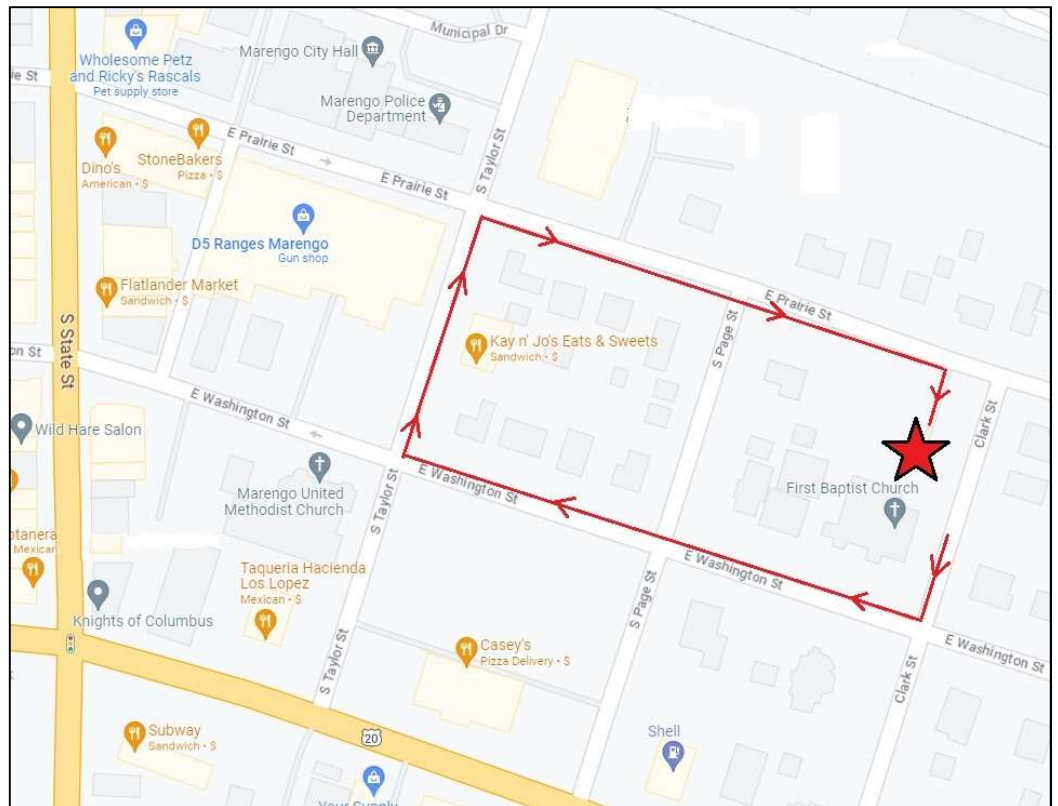 Municipal Dr
Marengo City Hall
Wholesome Petz
and Ricky's Rascals
Pet supply store
ie St
Marengo Police
Department
S Taylor St
E Prairie St
E Prairie St
Dino's
American • $
StoneBakers
Pizza • $
D5 Ranges Marengo
Gun shop
Flatlander Market
Sandwich • $
E Prairie St
S State St
Kay n' Jo's Eats & Sweets
Sandwich • $
S Page St
on St
E Washington St
Clark St
Wild Hare Salon
E Washington St
First Baptist Church
Marengo United
Methodist Church
S Taylor St
otanera
Mexican
E Washington St
Taqueria Hacienda
Los Lopez
Mexican • $
S Page St
Knights of Columbus
Casey's
Pizza Delivery • $
E Washington St
Clark St
S Taylor St
Subway
Sandwich • $
20
Shell
Your Supply